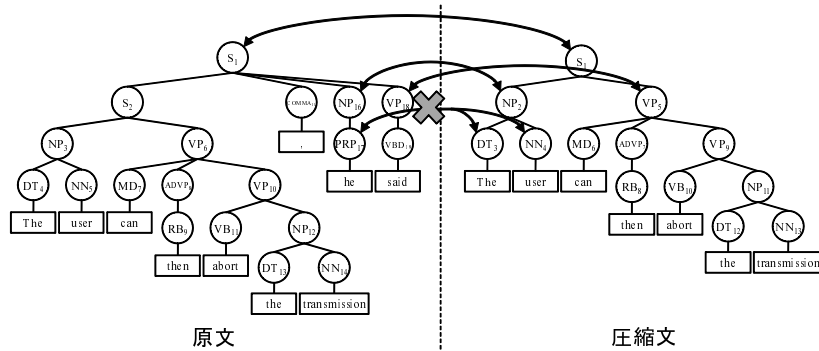 S1 S1
S2 COMMA15 NP16 VP18 NP2 VP5
NP3 VP6 , PRP17 VBD19 DT3 NN4 MD6 ADVP7 VP9
DT4 NN5 MD7 ADVP8 VP10 he said The user can RB8 VB10 NP11
The user can RB9 VB11 NP12 then abort DT12 NN13
then abort DT13 NN14 the transmission
the transmission
原文 圧縮文